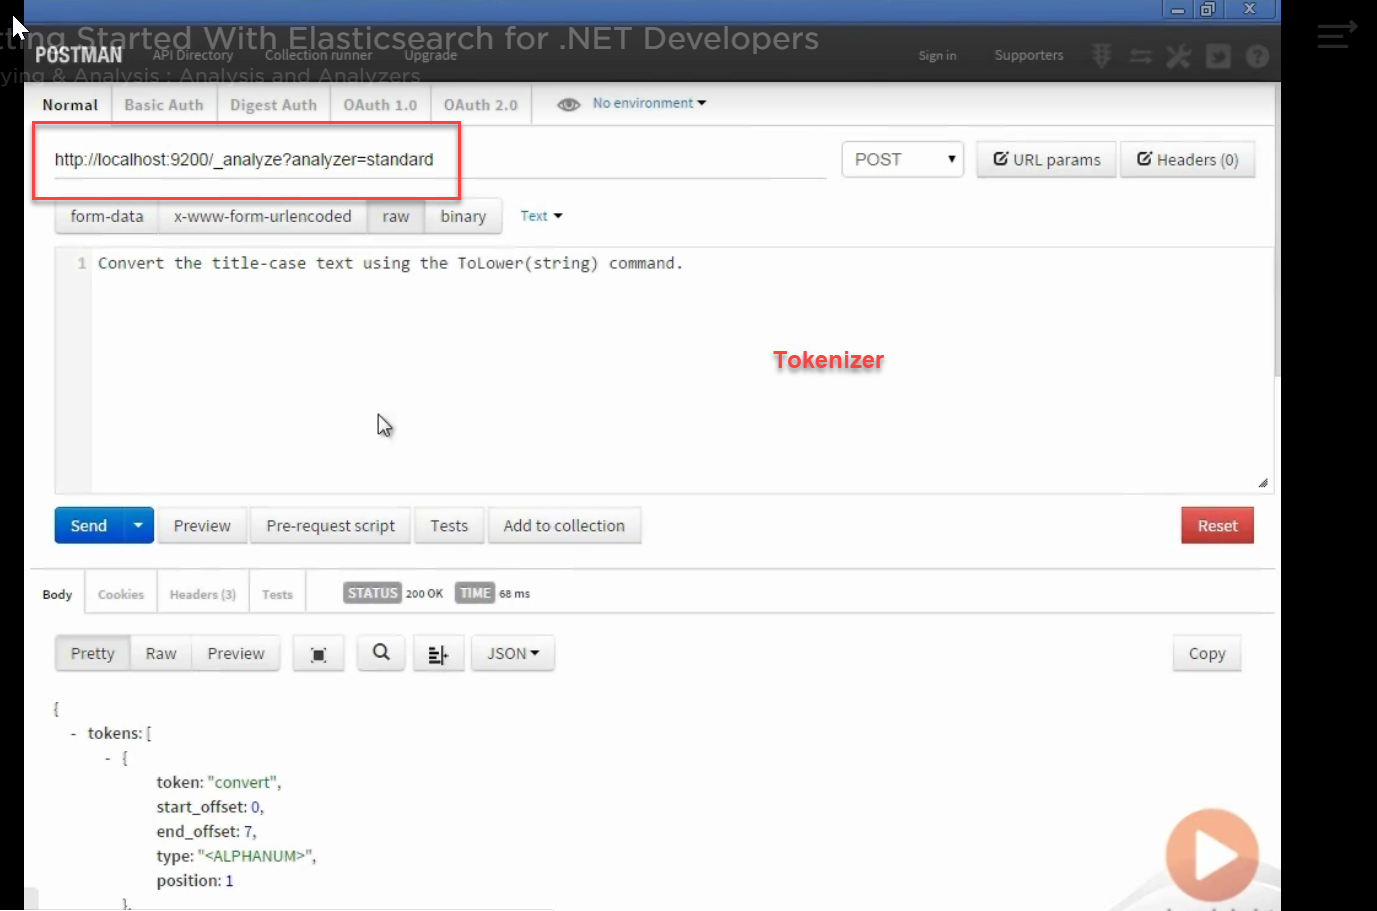 tting Started With Elasticsearch for .NET Developers
POSTMAN API Directory Collection runner Upgrade Sign in Supporters
ying & Analysis : Analysis and Analyzers
Normal Basic Auth Digest Auth OAuth 1.0 OAuth 2.0 No environment
http://localhost:9200/_analyze?analyzer=standard POST URL params Headers (0)
form-data x-www-form-urlencoded raw binary Text
1 Convert the title-case text using the ToLower(string) command.
Tokenizer
Send Preview Pre-request script Tests Add to collection Reset
Body Cookies Headers (3) Tests STATUS 200 OK TIME 68 ms
Pretty Raw Preview JSON Copy
{
- tokens: [
- {
token: "convert",
start_offset: 0,
end_offset: 7,
type: "<ALPHANUM>",
position: 1
},